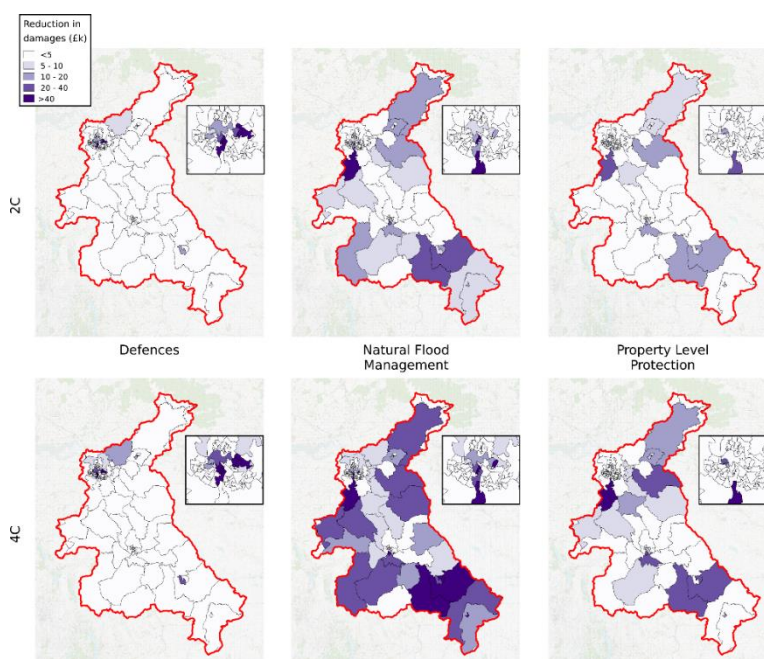 Reduction in
damages (£k)
<5
5 - 10
10 - 20
20 - 40
>40
2C
Defences
Natural Flood
Management
Property Level
Protection
4C